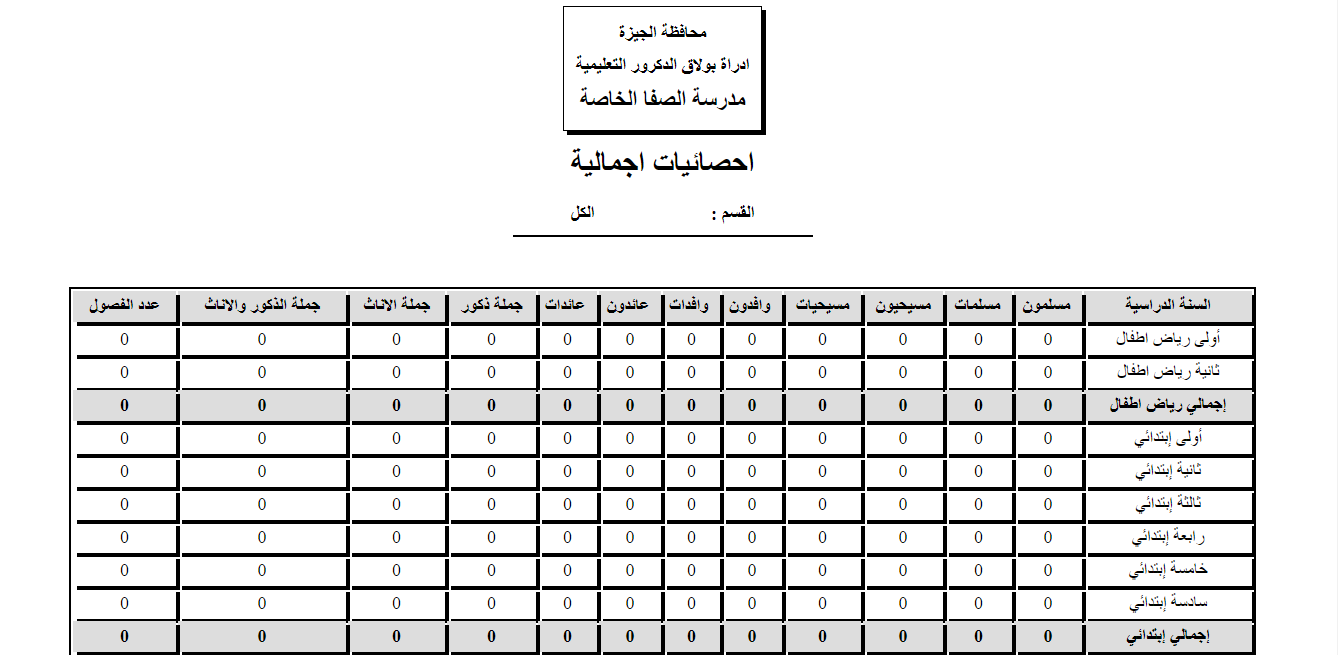 محافظة الجيزة
ادراة بولاق الدكرور التعليمية
مدرسة الصفا الخاصة
احصائيات اجمالية
القسم : الكل
السنة الدراسية مسلمون مسلمات مسيحيون مسيحيات وافدون وافدات عائدون عائدات جملة ذكور جملة الاناث جملة الذكور والاناث عدد الفصول
أولى رياض اطفال 0 0 0 0 0 0 0 0 0 0 0 0
ثانية رياض اطفال 0 0 0 0 0 0 0 0 0 0 0 0
إجمالي رياض اطفال 0 0 0 0 0 0 0 0 0 0 0 0
أولى إبتدائي 0 0 0 0 0 0 0 0 0 0 0 0
ثانية إبتدائي 0 0 0 0 0 0 0 0 0 0 0 0
ثالثة إبتدائي 0 0 0 0 0 0 0 0 0 0 0 0
رابعة إبتدائي 0 0 0 0 0 0 0 0 0 0 0 0
خامسة إبتدائي 0 0 0 0 0 0 0 0 0 0 0 0
سادسة إبتدائي 0 0 0 0 0 0 0 0 0 0 0 0
إجمالي إبتدائي 0 0 0 0 0 0 0 0 0 0 0 0